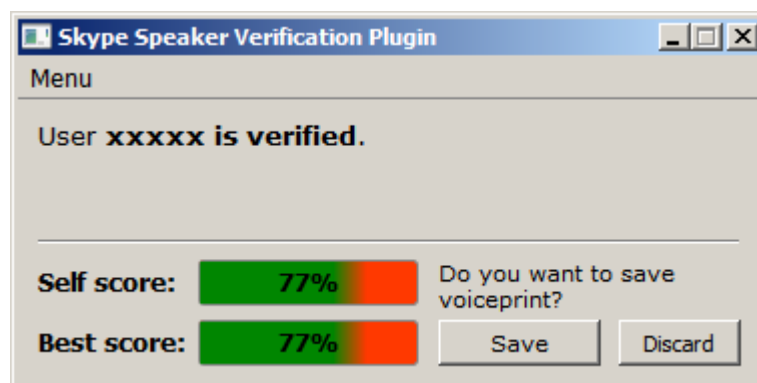 Skype Speaker Verification Plugin
Menu
User xxxxx is verified.
Self score: 77%
Do you want to save
voiceprint?
Best score: 77%
Save Discard